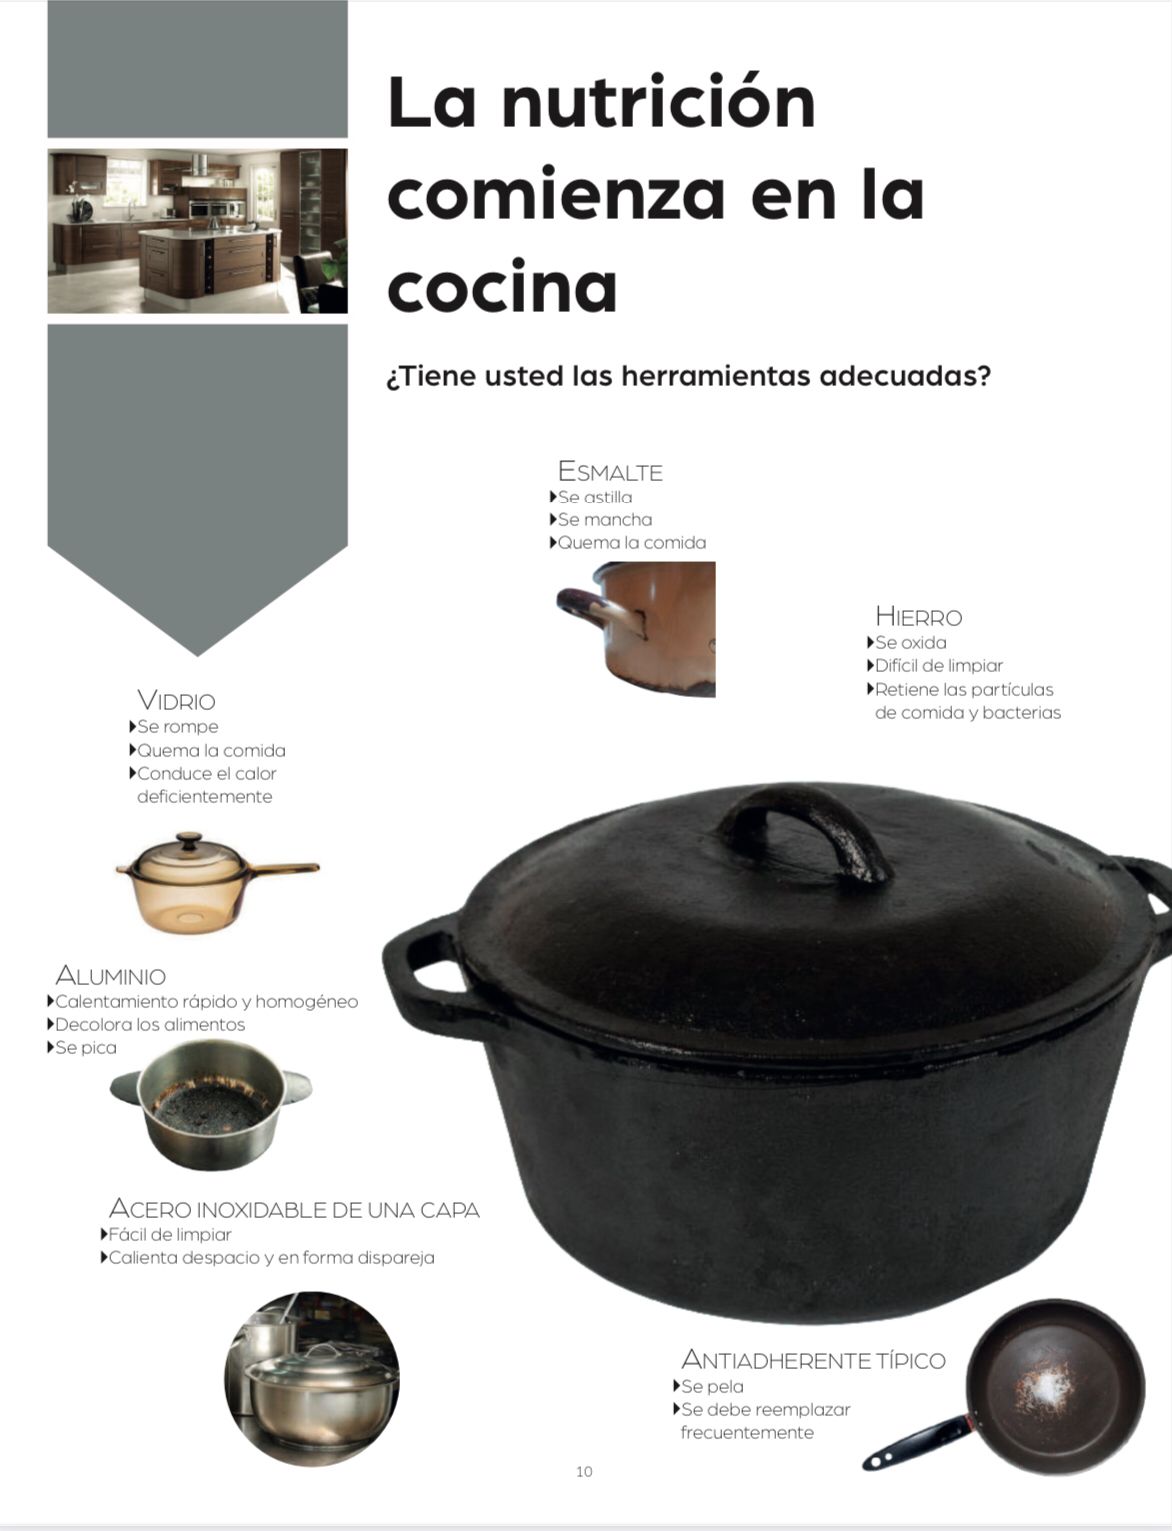 La nutrición
comienza en la
cocina
¿Tiene usted las herramientas adecuadas?
ESMALTE
Se astilla
Se mancha
Quema la comida
HIERRO
Se oxida
Difícil de limpiar
Retiene las partículas
de comida y bacterias
VIDRIO
Se rompe
Quema la comida
Conduce el calor
deficientemente
ALUMINIO
Calentamiento rápido y homogéneo
Decolora los alimentos
Se pica
ACERO INOXIDABLE DE UNA CAPA
Fácil de limpiar
Calienta despacio y en forma dispareja
ANTIADHERENTE TÍPICO
Se pela
Se debe reemplazar
frecuentemente
10